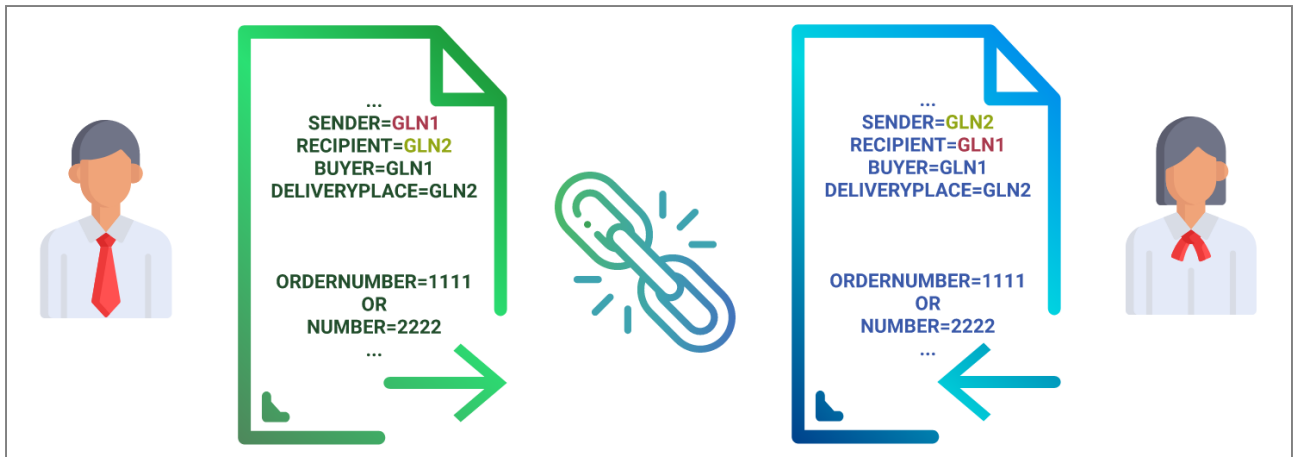 ...
SENDER=GLN1
RECIPIENT=GLN2
BUYER=GLN1
DELIVERYPLACE=GLN2
ORDERNUMBER=1111
OR
NUMBER=2222
...
...
SENDER=GLN2
RECIPIENT=GLN1
BUYER=GLN1
DELIVERYPLACE=GLN2
ORDERNUMBER=1111
OR
NUMBER=2222
...